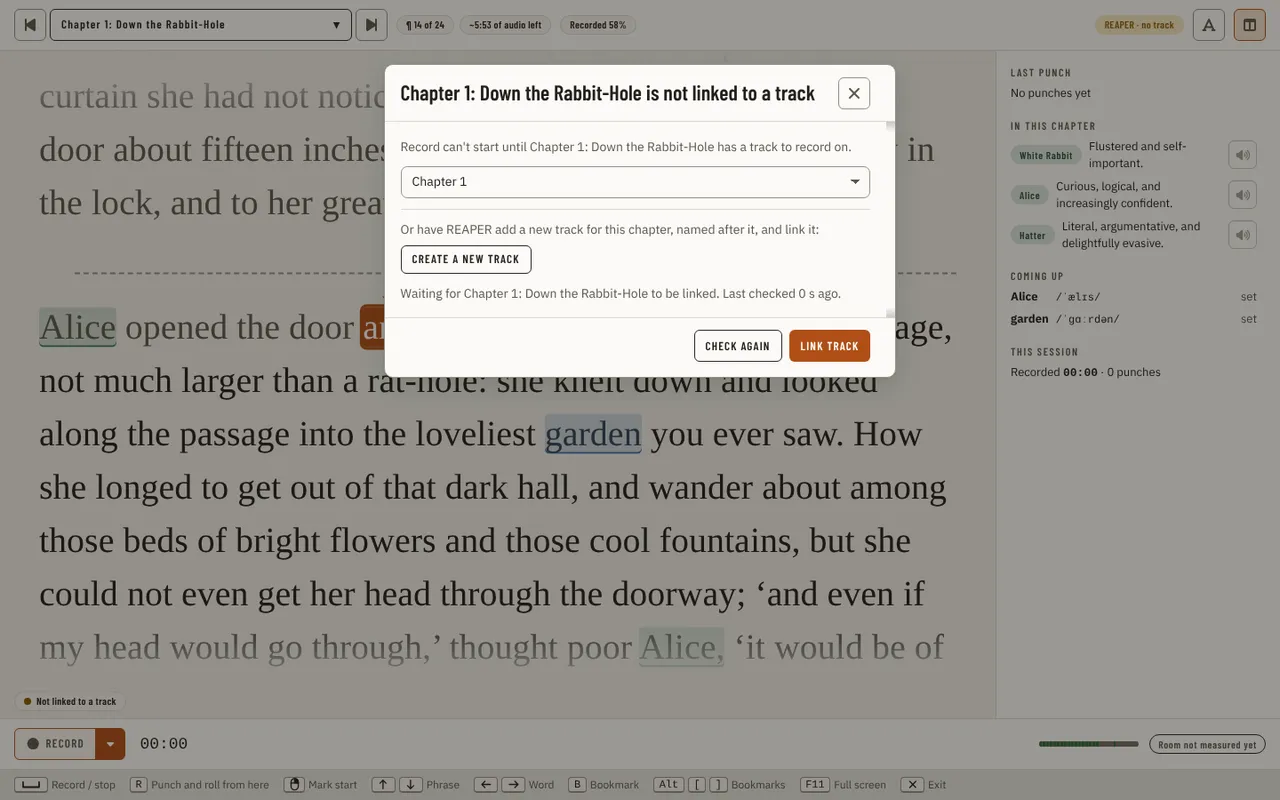 Chapter 1: Down the Rabbit-Hole
¶ 14 of 24
~5:53 of audio left
Recorded 58%
REAPER · no track
A
curtain she had not notic
door about fifteen inches
in
the lock, and to her grea
Alice opened the door
age,
not much larger than a rat-hole: she knelt down and looked
along the passage into the loveliest garden you ever saw. How
she longed to get out of that dark hall, and wander about among
those beds of bright flowers and those cool fountains, but she
could not even get her head through the doorway; ‘and even if
my head would go through,’ thought poor Alice, ‘it would be of
Chapter 1: Down the Rabbit-Hole is not linked to a track
Record can't start until Chapter 1: Down the Rabbit-Hole has a track to record on.
Chapter 1
Or have REAPER add a new track for this chapter, named after it, and link it:
CREATE A NEW TRACK
Waiting for Chapter 1: Down the Rabbit-Hole to be linked. Last checked 0 s ago.
CHECK AGAIN
LINK TRACK
LAST PUNCH
No punches yet
IN THIS CHAPTER
White Rabbit
Flustered and self-
important.
Alice
Curious, logical, and
increasingly confident.
Hatter
Literal, argumentative, and
delightfully evasive.
COMING UP
Alice /ˈælɪs/ set
garden /ˈɡɑːrdən/ set
THIS SESSION
Recorded 00:00 · 0 punches
Not linked to a track
RECORD
00:00
Room not measured yet
Record / stop
R Punch and roll from here
Mark start
↑ ↓ Phrase
← → Word
B Bookmark
Alt [ ] Bookmarks
F11 Full screen
✕ Exit